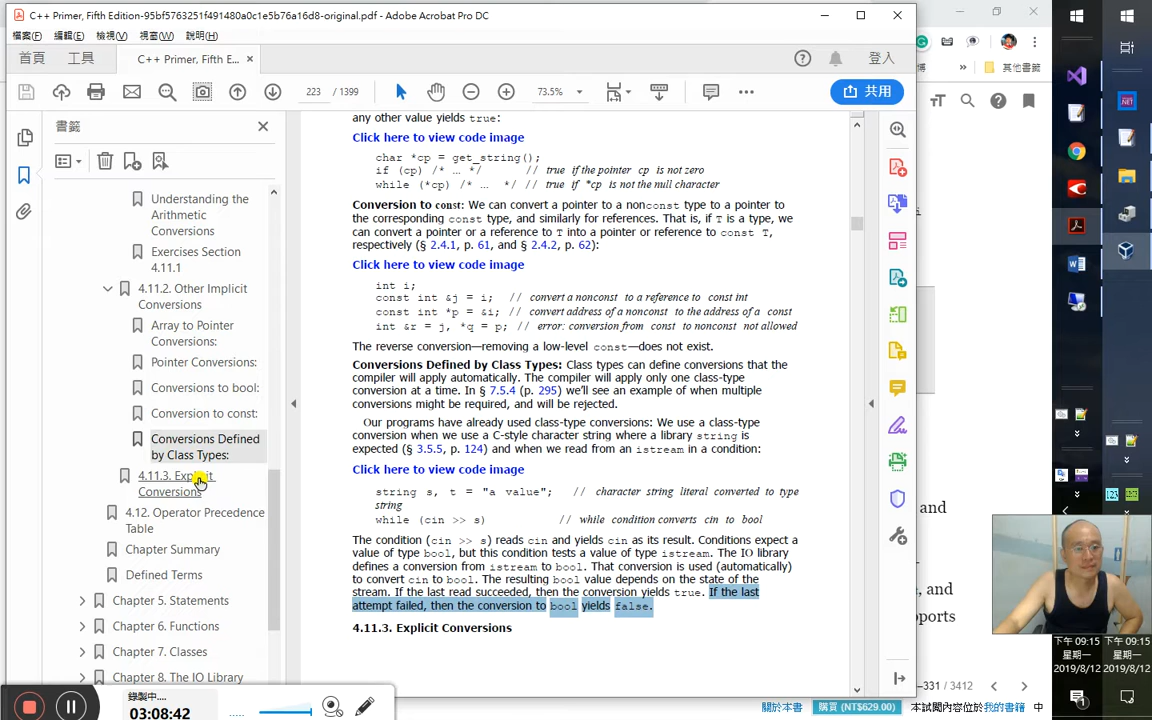 C++ Primer, Fifth Edition-95bf5763251f491480a0c1e5b76a16d8-original.pdf - Adobe Acrobat Pro DC
檔案(F) 編輯(E) 檢視(V) 視窗(W) 說明(H)
首頁 工具 C++ Primer, Fifth E... × 登入
223 / 1399 73.5% 共用
書籤
Understanding the
Arithmetic
Conversions
Exercises Section
4.11.1
4.11.2. Other Implicit
Conversions
Array to Pointer
Conversions:
Pointer Conversions:
Conversions to bool:
Conversion to const:
Conversions Defined
by Class Types:
4.11.3. Explicit
Conversions
4.12. Operator Precedence
Table
Chapter Summary
Defined Terms
Chapter 5. Statements
Chapter 6. Functions
Chapter 7. Classes
Chapter 8. The IO Library
any other value yields true:
Click here to view code image
char *cp = get_string();
if (cp) /* … */ // true if the pointer cp is not zero
while (*cp) /* … */ // true if *cp is not the null character
Conversion to const: We can convert a pointer to a nonconst type to a pointer to
the corresponding const type, and similarly for references. That is, if T is a type, we
can convert a pointer or a reference to T into a pointer or reference to const T,
respectively (§ 2.4.1, p. 61, and § 2.4.2, p. 62):
Click here to view code image
int i;
const int &j = i; // convert a nonconst to a reference to const int
const int *p = &i; // convert address of a nonconst to the address of a const
int &r = j, *q = p; // error: conversion from const to nonconst not allowed
The reverse conversion—removing a low-level const—does not exist.
Conversions Defined by Class Types: Class types can define conversions that the
compiler will apply automatically. The compiler will apply only one class-type
conversion at a time. In § 7.5.4 (p. 295) we'll see an example of when multiple
conversions might be required, and will be rejected.
Our programs have already used class-type conversions: We use a class-type
conversion when we use a C-style character string where a library string is
expected (§ 3.5.5, p. 124) and when we read from an istream in a condition:
Click here to view code image
string s, t = "a value"; // character string literal converted to type
string
while (cin >> s) // while condition converts cin to bool
The condition (cin >> s) reads cin and yields cin as its result. Conditions expect a
value of type bool, but this condition tests a value of type istream. The IO library
defines a conversion from istream to bool. That conversion is used (automatically)
to convert cin to bool. The resulting bool value depends on the state of the
stream. If the last read succeeded, then the conversion yields true. If the last
attempt failed, then the conversion to bool yields false.
4.11.3. Explicit Conversions
其他書籤
and
, and
pports
–331 / 3412
關於本書 購買 (NT$629.00) 本試閱內容位於我的書籍 中
下午 09:15 下午 09:15
星期一 星期一
2019/8/12 2019/8/12
錄製中....
03:08:42